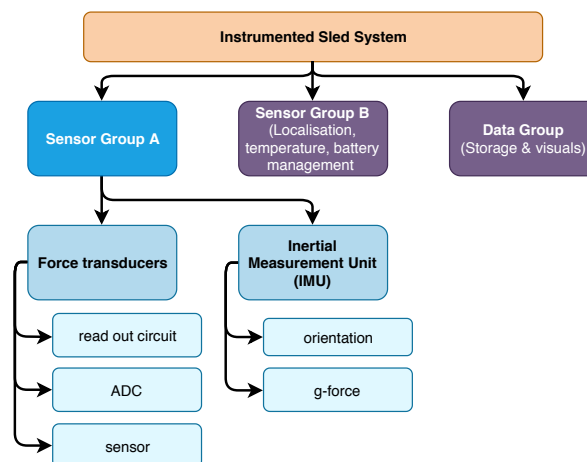 Instrumented Sled System
Sensor Group A
Sensor Group B
(Localisation,
temperature, battery
management
Data Group
(Storage & visuals)
Force transducers
Inertial
Measurement Unit
(IMU)
read out circuit
orientation
ADC
g-force
sensor